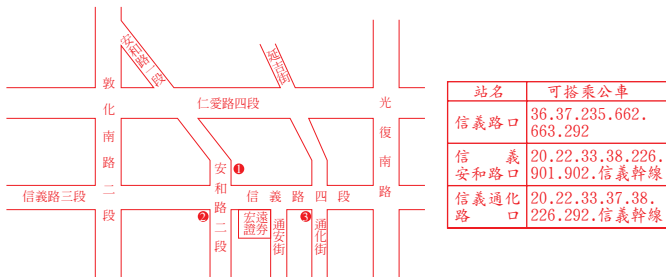 安和路一段
延吉街
敦化南路二段
仁愛路四段
光復南路
安和路二段
❶
信義路三段
信義路四段
❷
宏遠
證券
通安街
❸
通化街
站名 可搭乘公車
信義路口 36.37.235.662.
663.292
信義 20.22.33.38.226.
安和路口 901.902.信義幹線
信義通化 20.22.33.37.38.
路口 226.292.信義幹線